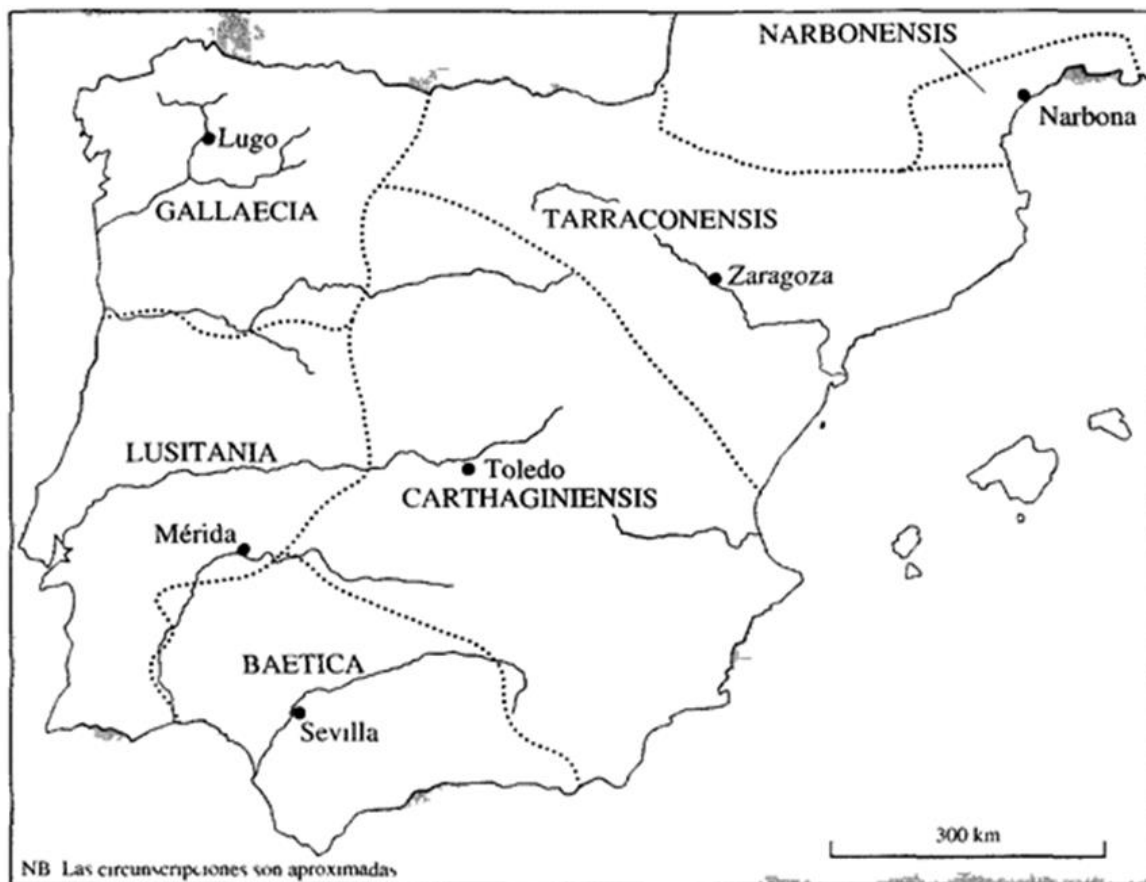 NARBONENSIS
Narbona
Lugo
GALLAECIA
TARRACONENSIS
Zaragoza
LUSITANIA
Toledo
CARTHAGINIENSIS
Mérida
BAETICA
Sevilla
300 km
NB Las circunscripciones son aproximadas